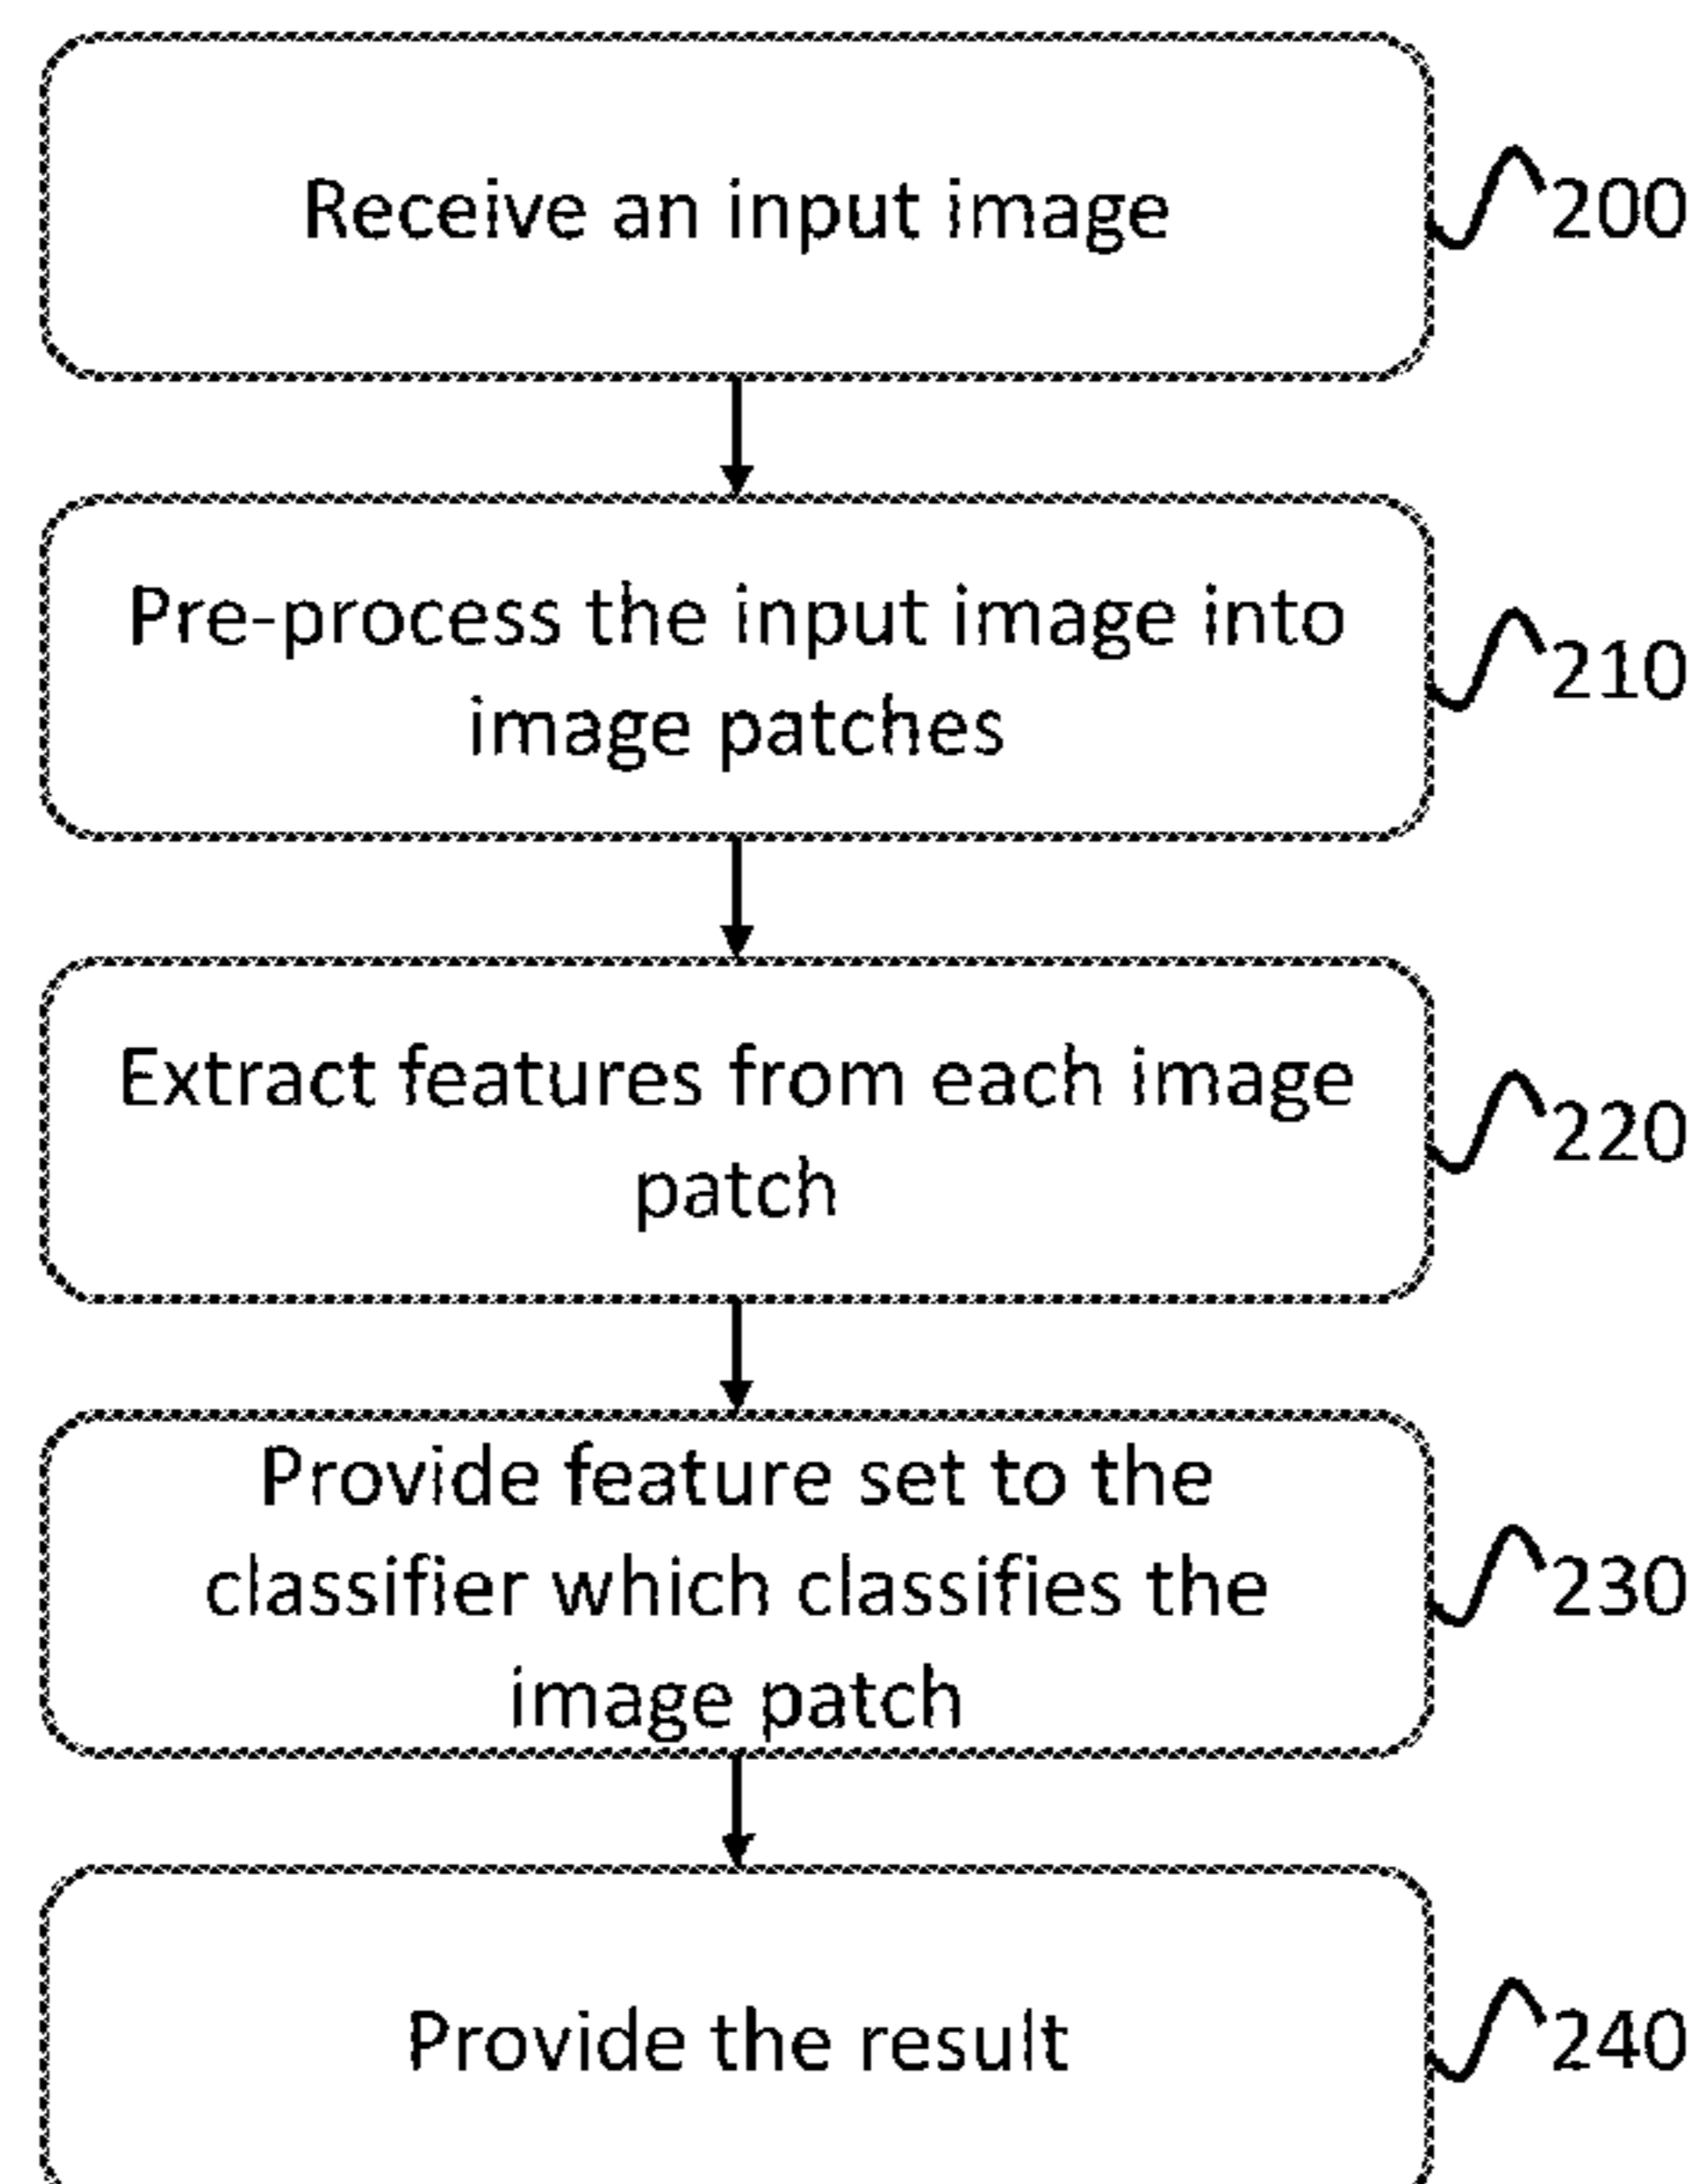 Receive an input image
200
Pre-process the input image into
image patches
210
Extract features from each image
patch
220
Provide feature set to the
classifier which classifies the
image patch
230
Provide the result
240